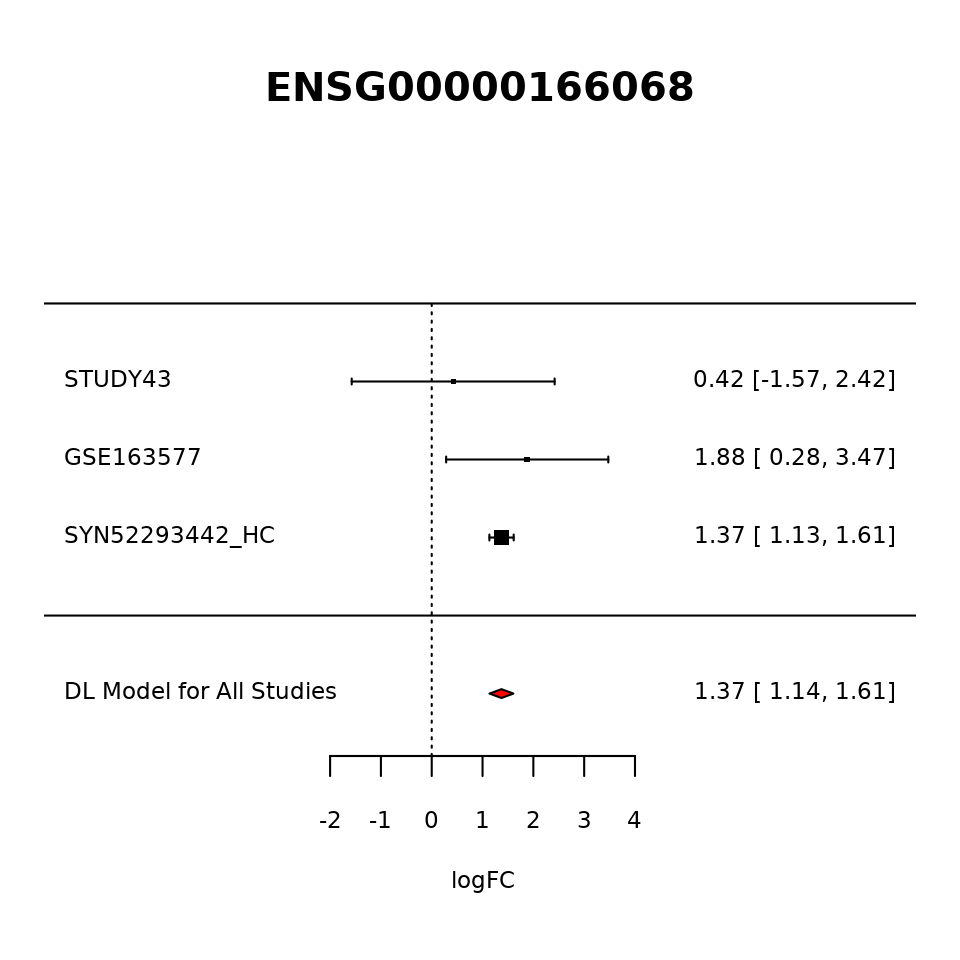 ENSG00000166068
STUDY43 0.42 [-1.57, 2.42]
GSE163577 1.88 [ 0.28, 3.47]
SYN52293442_HC 1.37 [ 1.13, 1.61]
DL Model for All Studies 1.37 [ 1.14, 1.61]
-2 -1 0 1 2 3 4
logFC